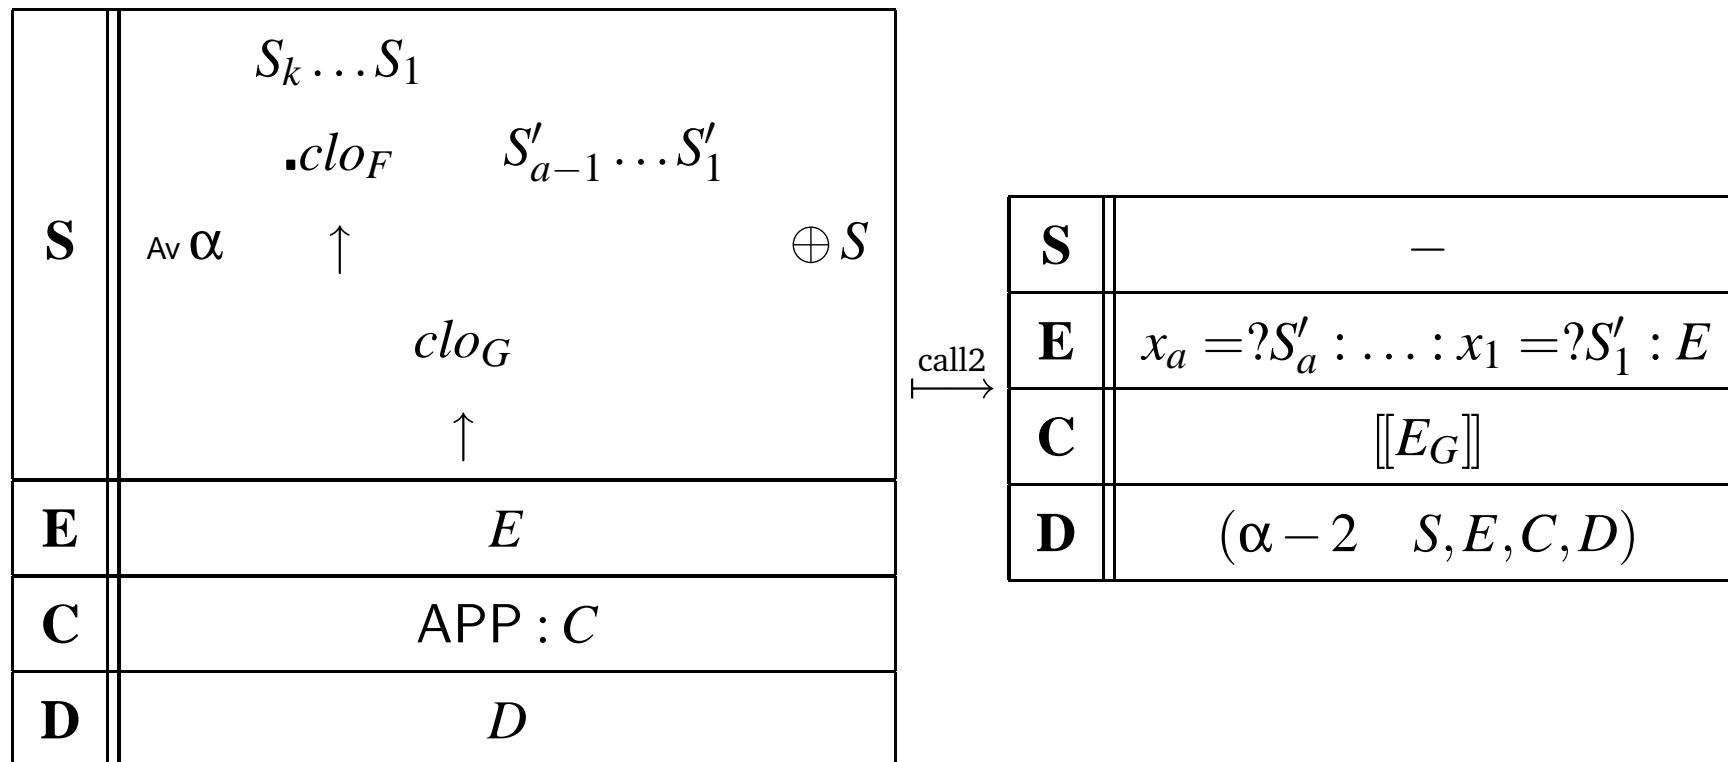 S_k … S_1
▪clo_F S′_{a−1} … S′_1
S Av α ↑ ⊕ S
clo_G
↑
E E
C APP : C
D D
call2 ⟼
S −
E x_a =?S′_a : … : x_1 =?S′_1 : E
C ⟦E_G⟧
D (α − 2 S, E, C, D)